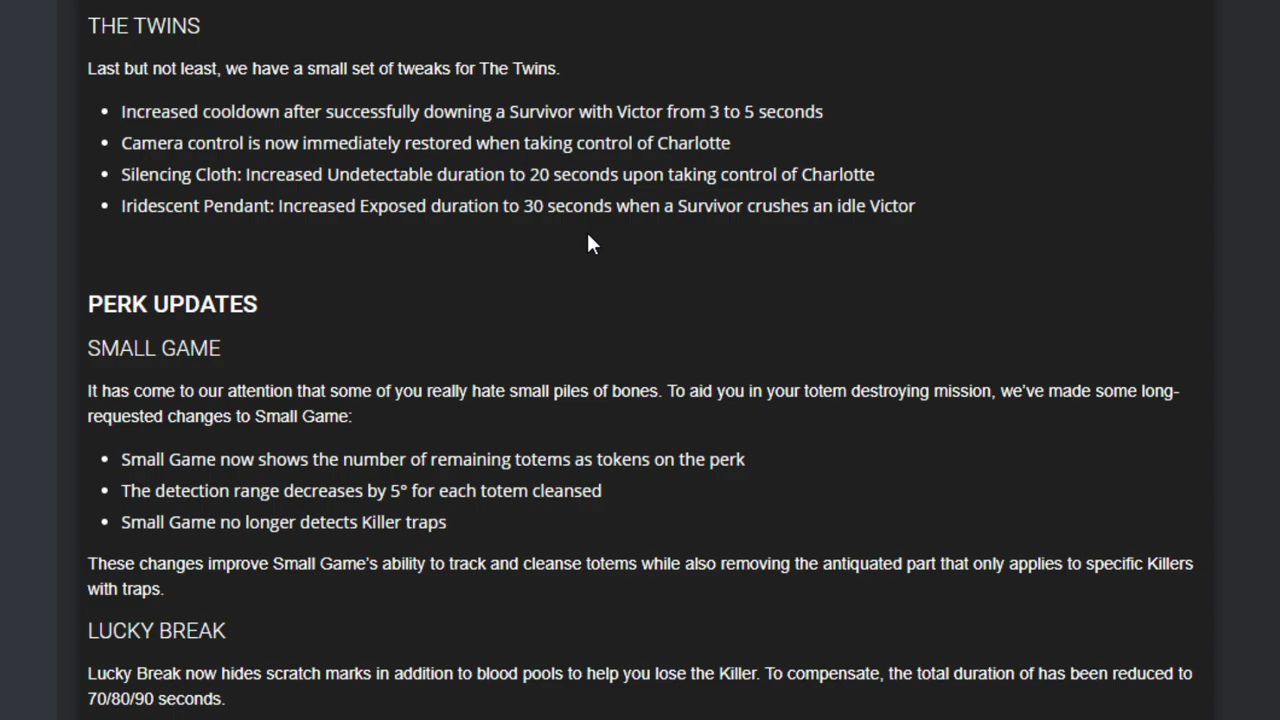 THE TWINS
Last but not least, we have a small set of tweaks for The Twins.
• Increased cooldown after successfully downing a Survivor with Victor from 3 to 5 seconds
• Camera control is now immediately restored when taking control of Charlotte
• Silencing Cloth: Increased Undetectable duration to 20 seconds upon taking control of Charlotte
• Iridescent Pendant: Increased Exposed duration to 30 seconds when a Survivor crushes an idle Victor
PERK UPDATES
SMALL GAME
It has come to our attention that some of you really hate small piles of bones. To aid you in your totem destroying mission, we’ve made some long-
requested changes to Small Game:
• Small Game now shows the number of remaining totems as tokens on the perk
• The detection range decreases by 5° for each totem cleansed
• Small Game no longer detects Killer traps
These changes improve Small Game’s ability to track and cleanse totems while also removing the antiquated part that only applies to specific Killers
with traps.
LUCKY BREAK
Lucky Break now hides scratch marks in addition to blood pools to help you lose the Killer. To compensate, the total duration of has been reduced to
70/80/90 seconds.